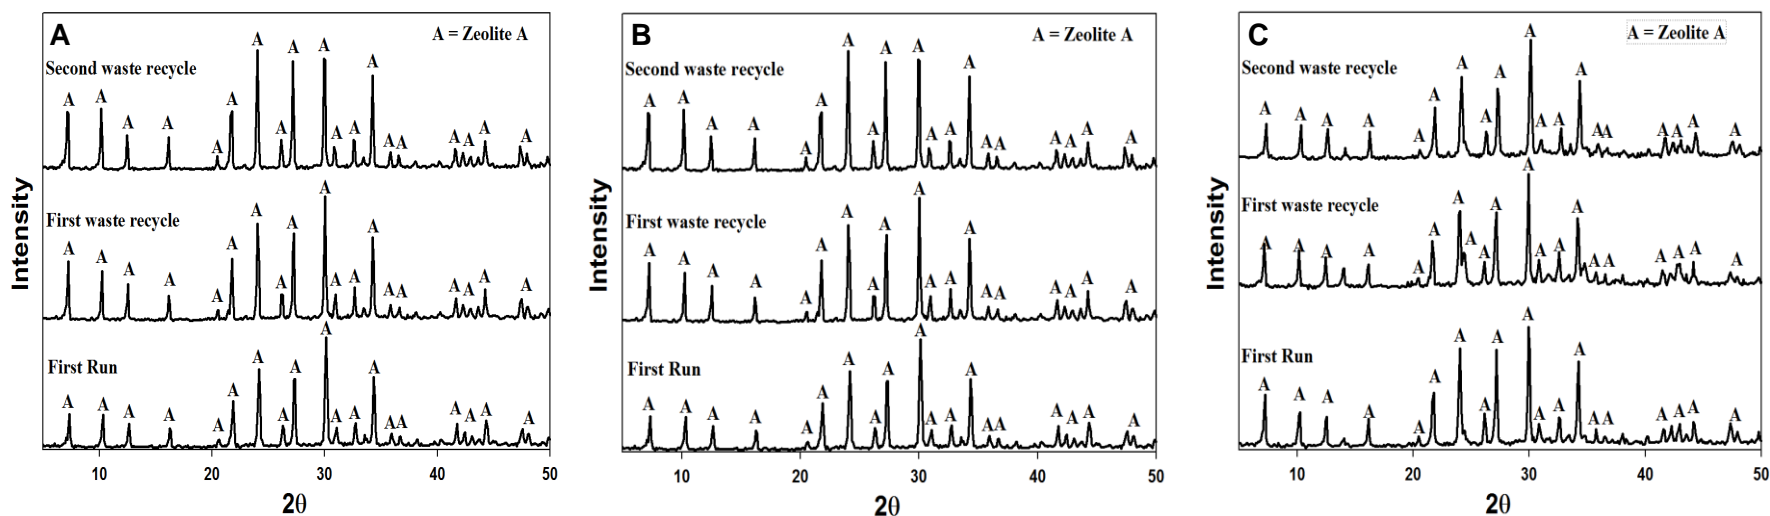 A
A = Zeolite A
Second waste recycle
A A A A A A A A A A A A A A A A A A A
First waste recycle
A A A A A A A A A A A A A A A A A A A
First Run
A A A A A A A A A A A A A A A A A A A
Intensity
10 20 30 40 50
2θ
B
A = Zeolite A
Second waste recycle
A A A A A A A A A A A A A A A A A A A
First waste recycle
A A A A A A A A A A A A A A A A A A A
First Run
A A A A A A A A A A A A A A A A A A A
Intensity
10 20 30 40 50
2θ
C
A = Zeolite A
Second waste recycle
A A A A A A A A A A A A A A A A A A A A
First waste recycle
A A A A A A A A A A A A A A A A A A A A
First Run
A A A A A A A A A A A A A A A A A A A A
Intensity
10 20 30 40 50
2θ